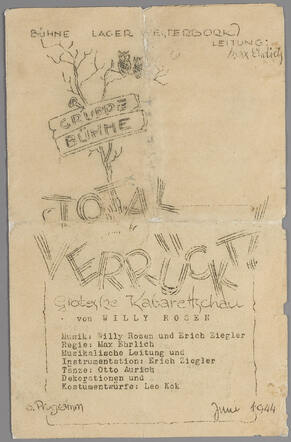 BÜHNE LAGER WESTERBORK
LEITUNG:
Max Ehrlich
GRUPPE
BÜHNE
TOTAL
VERRÜCKT!
Groteske Kabarettschau
von WILLY ROSEN
Musik: Willy Rosen und Erich Ziegler
Regie: Max Ehrlich
Musikalische Leitung und
Instrumentation: Erich Ziegler
Tänze: Otto Aurich
Dekorationen und
Kostümentwürfe: Leo Kok
Programm
Juni 1944